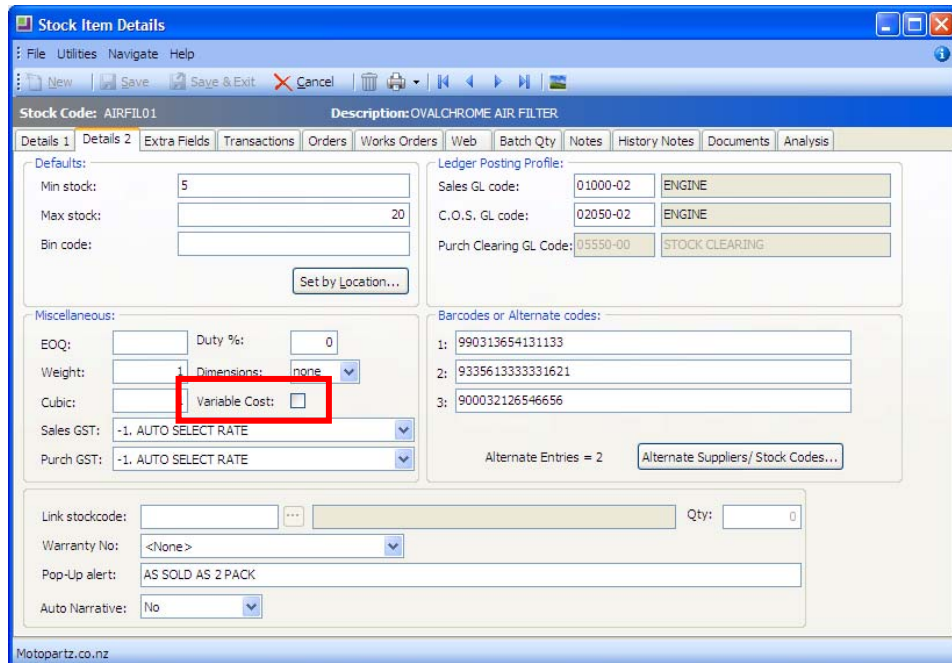 Stock Item Details
File Utilities Navigate Help
New Save Save & Exit Cancel
Stock Code: AIRFIL01 Description: OVALCHROME AIR FILTER
Details 1 Details 2 Extra Fields Transactions Orders Works Orders Web Batch Qty Notes History Notes Documents Analysis
Defaults:
Min stock: 5
Max stock: 20
Bin code:
Set by Location...
Ledger Posting Profile:
Sales GL code: 01000-02 ENGINE
C.O.S. GL code: 02050-02 ENGINE
Purch Clearing GL Code: 05550-00 STOCK CLEARING
Miscellaneous:
EOQ: Duty %: 0
Weight: 1 Dimensions: none
Cubic: Variable Cost:
Sales GST: -1. AUTO SELECT RATE
Purch GST: -1. AUTO SELECT RATE
Barcodes or Alternate codes:
1: 990313654131133
2: 9335613333331621
3: 900032126546656
Alternate Entries = 2 Alternate Suppliers/ Stock Codes...
Link stockcode: ... Qty: 0
Warranty No: <None>
Pop-Up alert: AS SOLD AS 2 PACK
Auto Narrative: No
Motopartz.co.nz